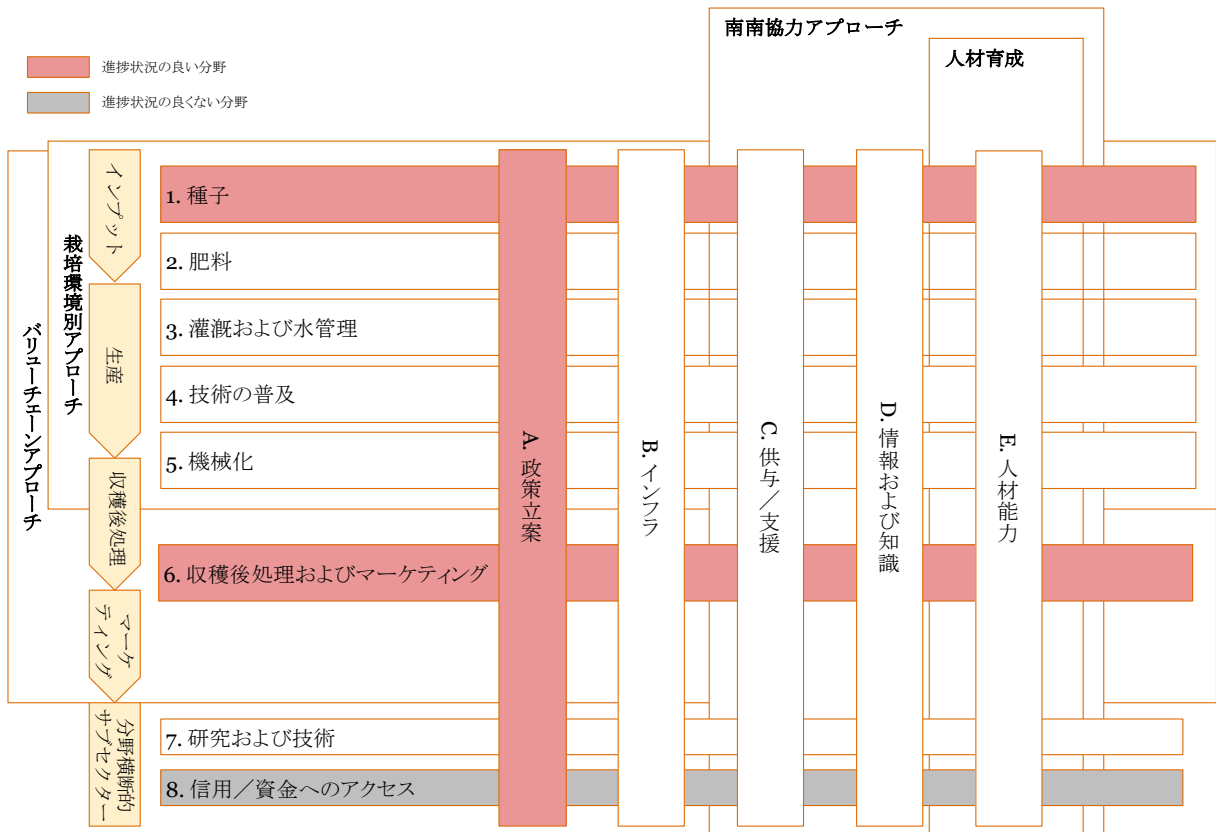 南南協力アプローチ
人材育成
進捗状況の良い分野
進捗状況の良くない分野
バリューチェーンアプローチ
栽培環境別アプローチ
インプット
生産
収穫後処理
マーケ
ティング
分野横断的
サブセクター
1. 種子
2. 肥料
3. 灌漑および水管理
4. 技術の普及
5. 機械化
6. 収穫後処理およびマーケティング
7. 研究および技術
8. 信用／資金へのアクセス
A. 政策立案
B. インフラ
C. 供与／支援
D. 情報および知識
E. 人材能力